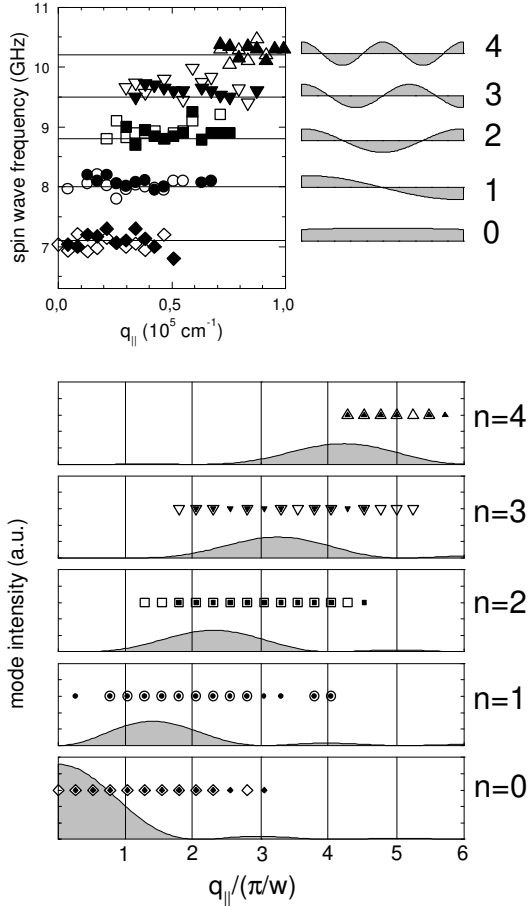 spin wave frequency (GHz)
11
10
9
8
7
0,0
0,5
1,0
q|| (10⁵ cm⁻¹)
4
3
2
1
0
mode intensity (a.u.)
n=4
n=3
n=2
n=1
n=0
1
2
3
4
5
6
q||/(π/w)